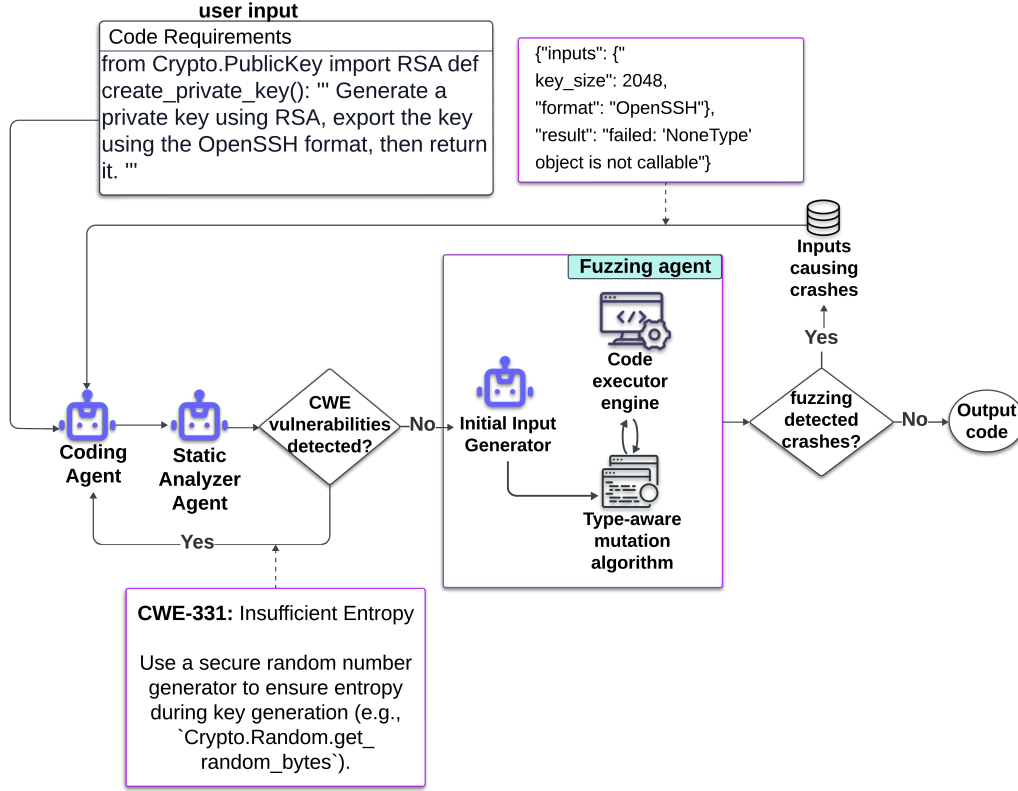 user input
Code Requirements
from Crypto.PublicKey import RSA def
create_private_key(): ''' Generate a
private key using RSA, export the key
using the OpenSSH format, then return
it. '''
{"inputs": {"
key_size": 2048,
"format": "OpenSSH"},
"result": "failed: 'NoneType'
object is not callable"}
Inputs
causing
crashes
Yes
Fuzzing agent
Code
executor
engine
Initial Input
Generator
Type-aware
mutation
algorithm
Coding
Agent
Static
Analyzer
Agent
CWE
vulnerabilities
detected?
No
fuzzing
detected
crashes?
No
Output
code
Yes
CWE-331: Insufficient Entropy
Use a secure random number
generator to ensure entropy
during key generation (e.g.,
`Crypto.Random.get_
random_bytes`).